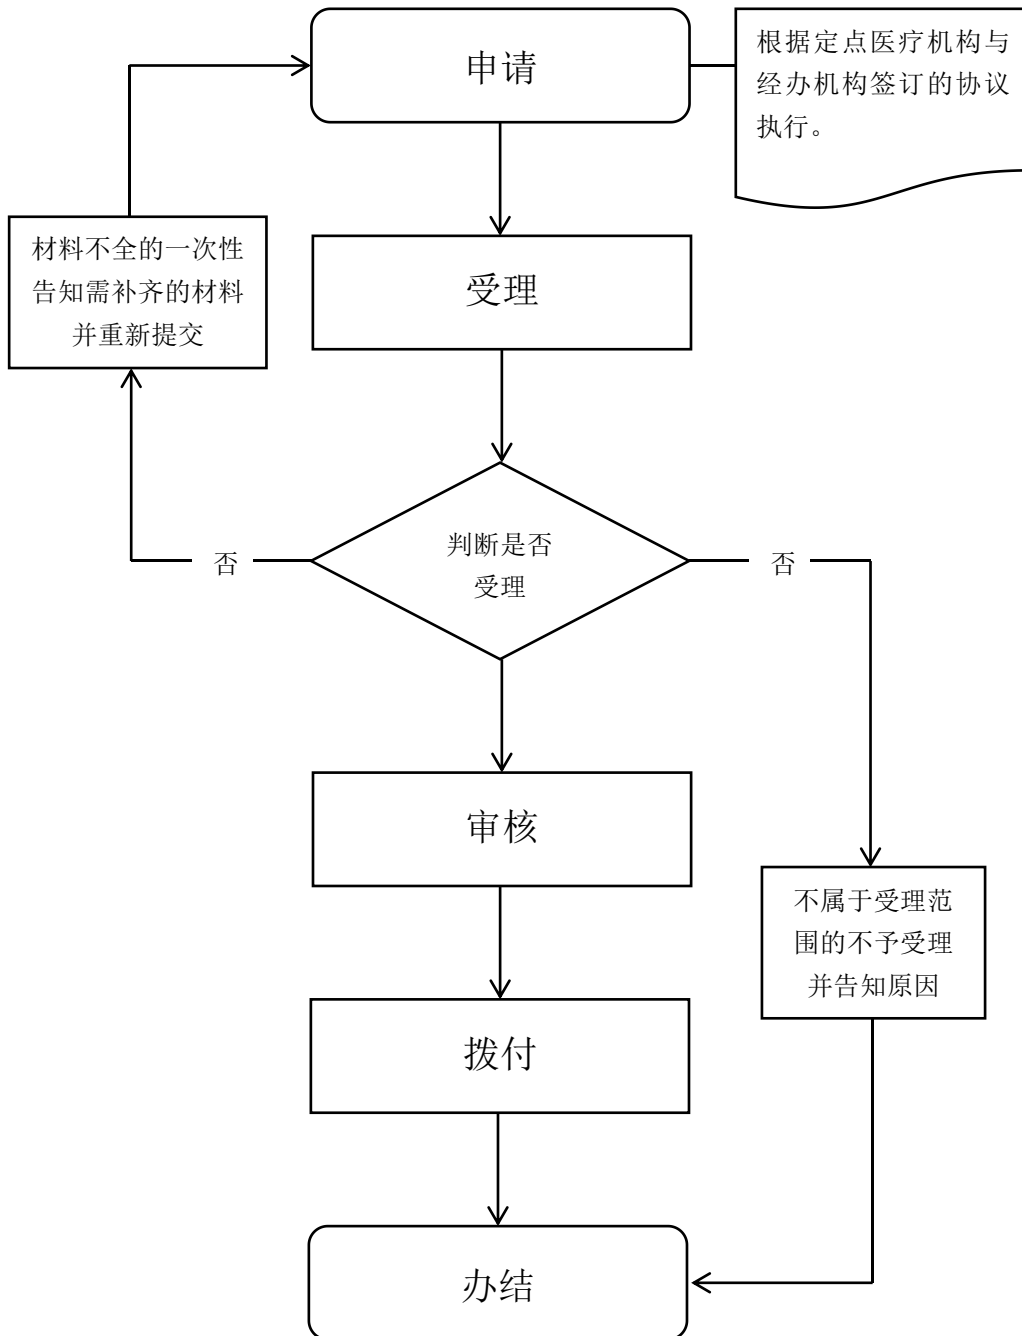 申请
根据定点医疗机构与
经办机构签订的协议
执行。
材料不全的一次性
告知需补齐的材料
并重新提交
受理
判断是否
受理
否
否
审核
不属于受理范
围的不予受理
并告知原因
拨付
办结